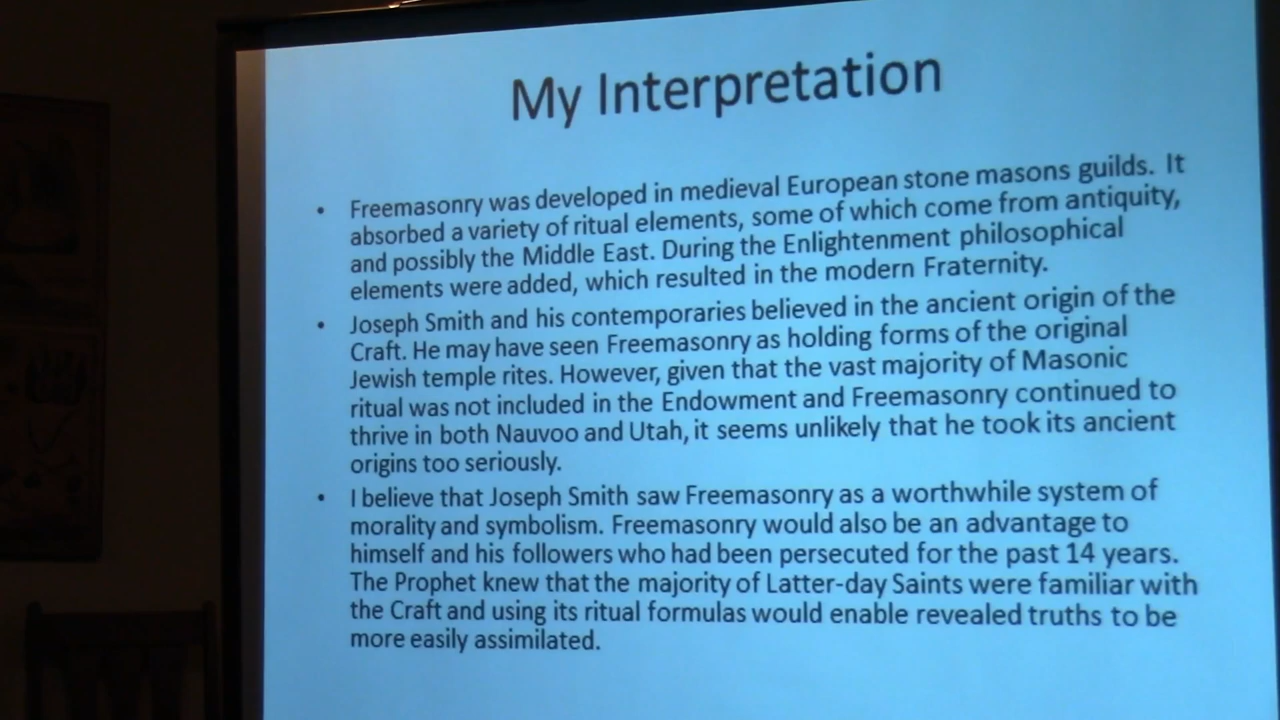 My Interpretation
• Freemasonry was developed in medieval European stone masons guilds. It
absorbed a variety of ritual elements, some of which come from antiquity,
and possibly the Middle East. During the Enlightenment philosophical
elements were added, which resulted in the modern Fraternity.
• Joseph Smith and his contemporaries believed in the ancient origin of the
Craft. He may have seen Freemasonry as holding forms of the original
Jewish temple rites. However, given that the vast majority of Masonic
ritual was not included in the Endowment and Freemasonry continued to
thrive in both Nauvoo and Utah, it seems unlikely that he took its ancient
origins too seriously.
• I believe that Joseph Smith saw Freemasonry as a worthwhile system of
morality and symbolism. Freemasonry would also be an advantage to
himself and his followers who had been persecuted for the past 14 years.
The Prophet knew that the majority of Latter-day Saints were familiar with
the Craft and using its ritual formulas would enable revealed truths to be
more easily assimilated.